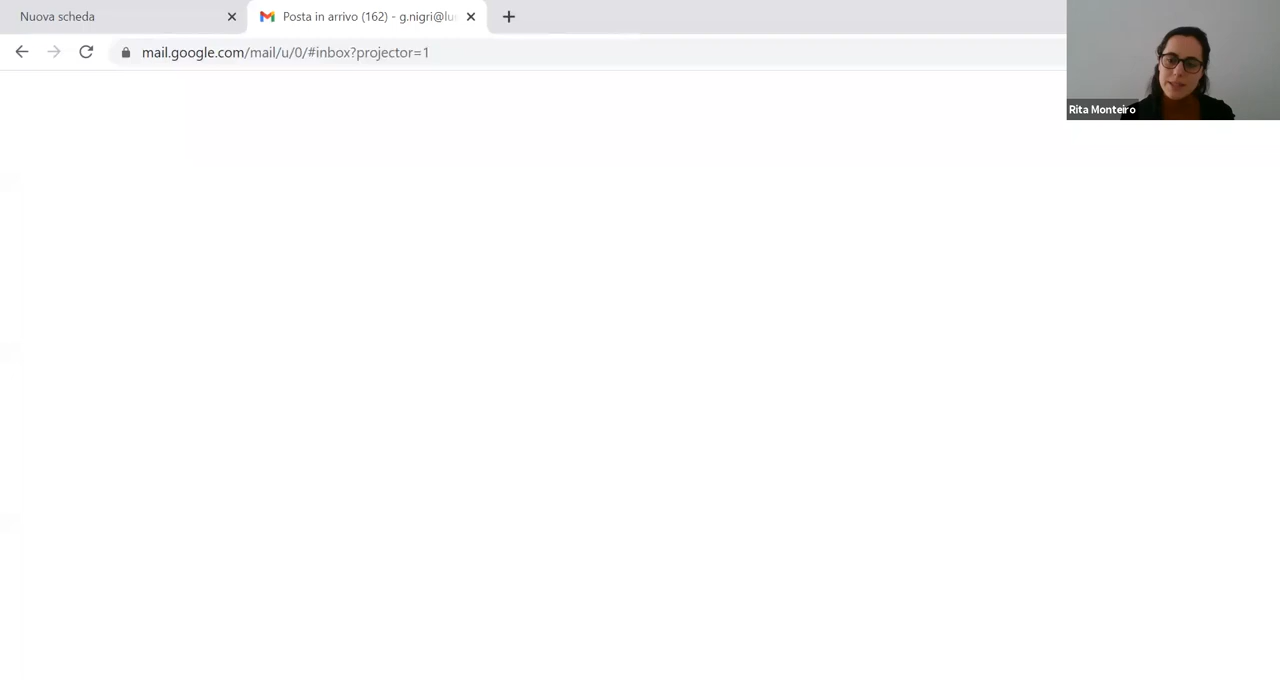 Nuova scheda
Posta in arrivo (162) - g.nigri@lu
mail.google.com/mail/u/0/#inbox?projector=1
Rita Monteiro